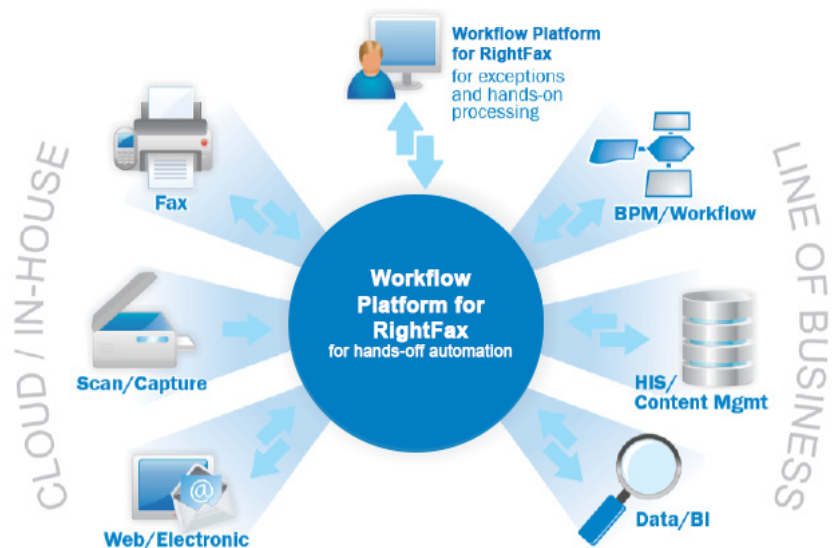 Workflow Platform
for RightFax
for exceptions
and hands-on
processing
Fax
BPM/Workflow
CLOUD / IN-HOUSE
LINE OF BUSINESS
Workflow
Platform for
RightFax
for hands-off automation
Scan/Capture
HIS/
Content Mgmt
@
Web/Electronic
Data/BI